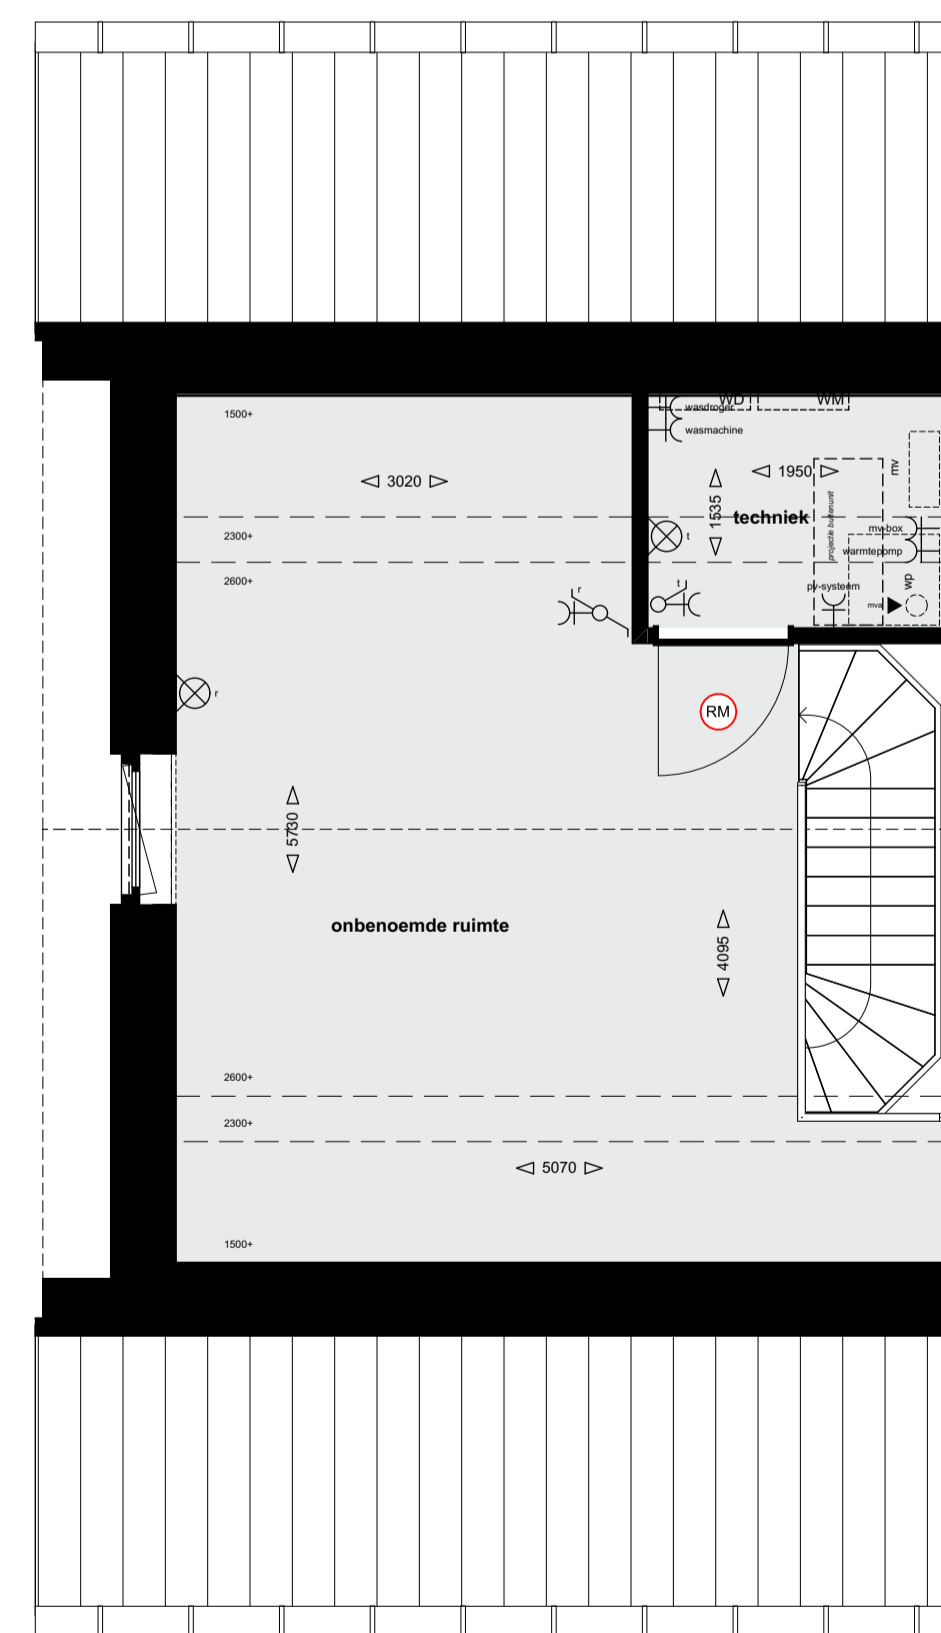 1500+
WD
WM
wasdroger
wasmachine
3020
1950
mv
1535
techniek
projectie buitenunit
2300+
t
mv-box
warmtepomp
2600+
r
t
pv-systeem
wp
mva
r
RM
5730
onbenoemde ruimte
4095
2600+
2300+
5070
1500+